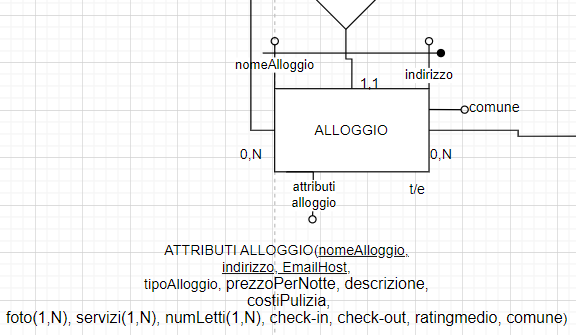 nomeAlloggio
indirizzo
1,1
comune
ALLOGGIO
0,N
0,N
attributi
alloggio
t/e
ATTRIBUTI ALLOGGIO(nomeAlloggio,
indirizzo, EmailHost,
tipoAlloggio, prezzoPerNotte, descrizione,
costiPulizia,
foto(1,N), servizi(1,N), numLetti(1,N), check-in, check-out, ratingmedio, comune)